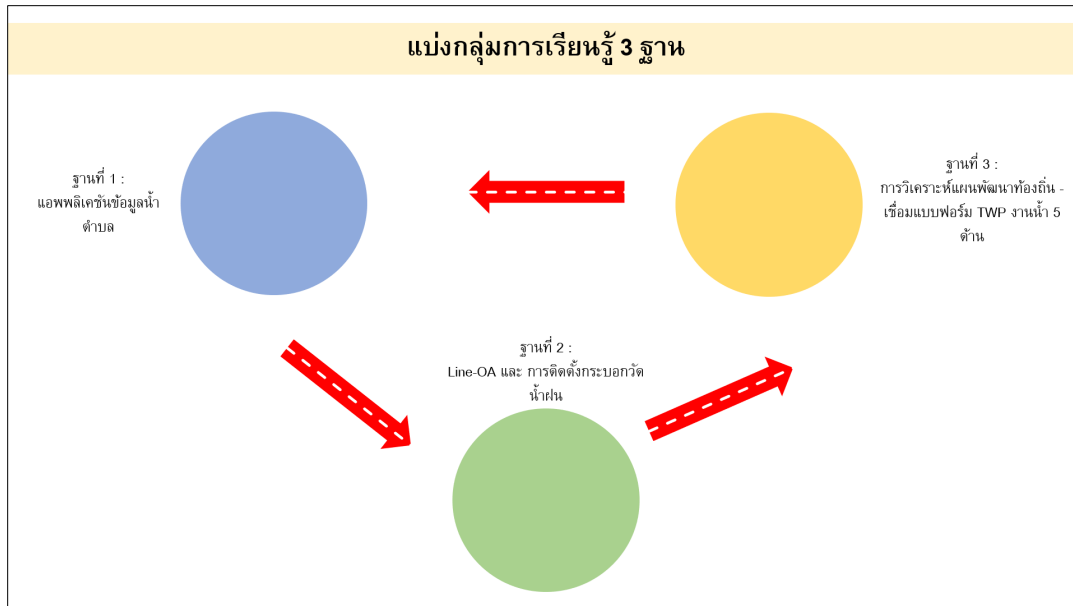 แบ่งกลุ่มการเรียนรู้ 3 ฐาน
ฐานที่ 1 :
แอพพลิเคชันข้อมูลน้ำ
ตำบล
ฐานที่ 3 :
การวิเคราะห์แผนพัฒนาท้องถิ่น -
เชื่อมแบบฟอร์ม TWP งานน้ำ 5
ด้าน
ฐานที่ 2 :
Line-OA และ การติดตั้งกระบอกวัด
น้ำฝน